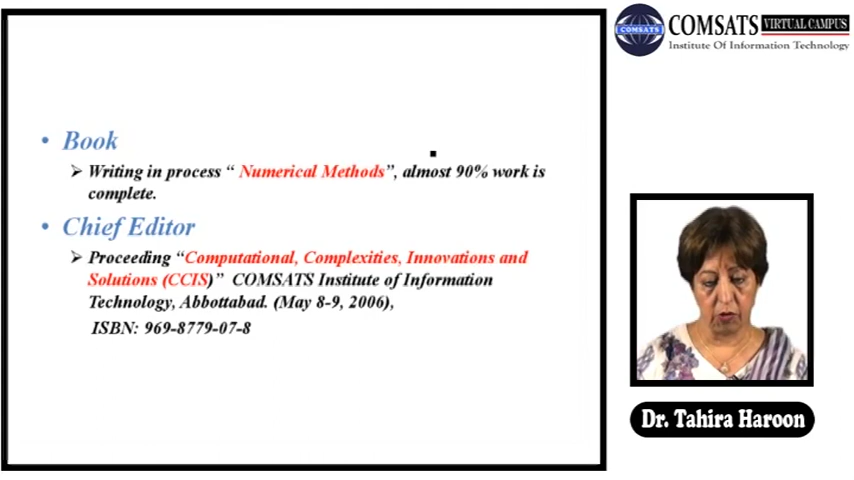 COMSATS
COMSATS VIRTUAL CAMPUS
Institute Of Information Technology
• Book
➢ Writing in process “ Numerical Methods”, almost 90% work is
complete.
• Chief Editor
➢ Proceeding “Computational, Complexities, Innovations and
Solutions (CCIS)” COMSATS Institute of Information
Technology, Abbottabad. (May 8-9, 2006),
ISBN: 969-8779-07-8
Dr. Tahira Haroon